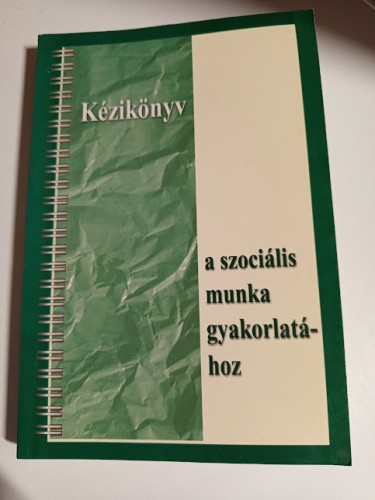 Kézikönyv
a szociális
munka
gyakorlatá-
hoz